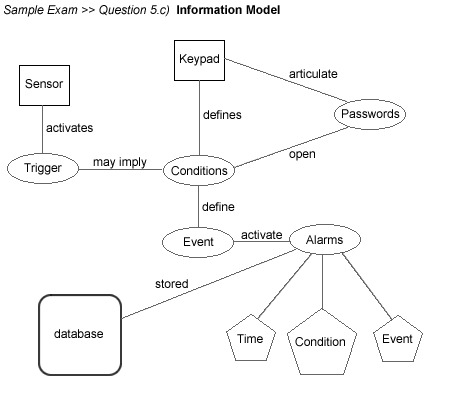 Sample Exam >> Question 5.c) Information Model
Keypad
articulate
Sensor
Passwords
defines
activates
open
may imply
Trigger
Conditions
define
activate
Event
Alarms
stored
database
Time
Condition
Event